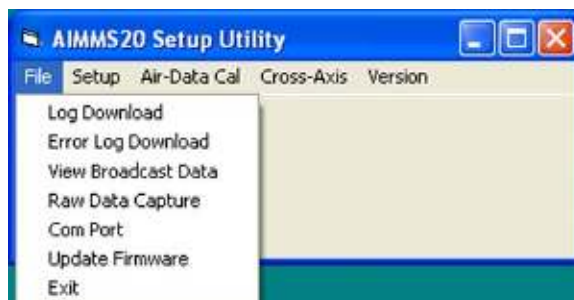 AIMMS20 Setup Utility
File Setup Air-Data Cal Cross-Axis Version
Log Download
Error Log Download
View Broadcast Data
Raw Data Capture
Com Port
Update Firmware
Exit